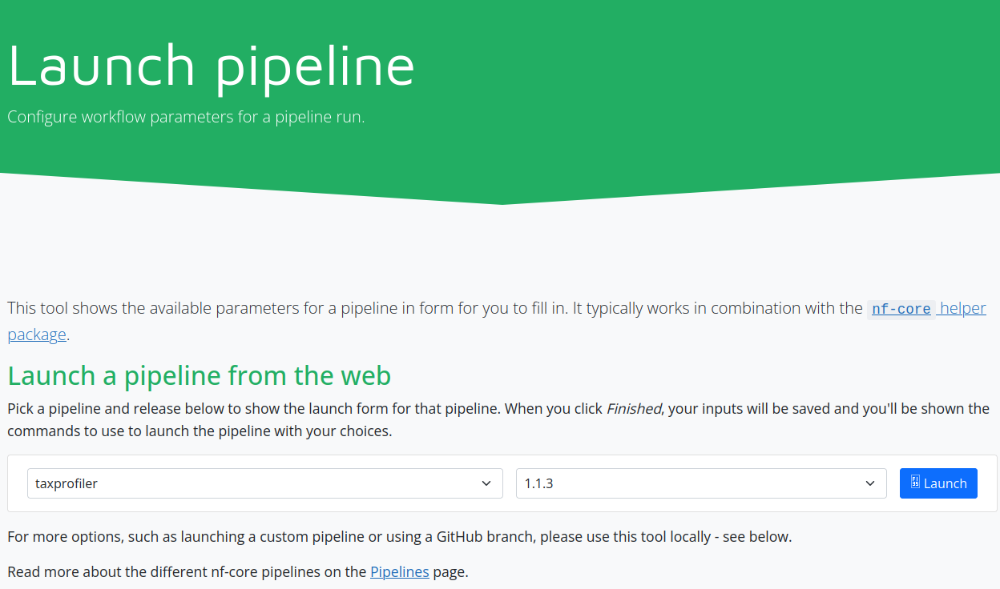 Launch pipeline
Configure workflow parameters for a pipeline run.
This tool shows the available parameters for a pipeline in form for you to fill in. It typically works in combination with the nf-core helper
package.
Launch a pipeline from the web
Pick a pipeline and release below to show the launch form for that pipeline. When you click Finished, your inputs will be saved and you'll be shown the
commands to use to launch the pipeline with your choices.
taxprofiler
1.1.3
Launch
For more options, such as launching a custom pipeline or using a GitHub branch, please use this tool locally - see below.
Read more about the different nf-core pipelines on the Pipelines page.